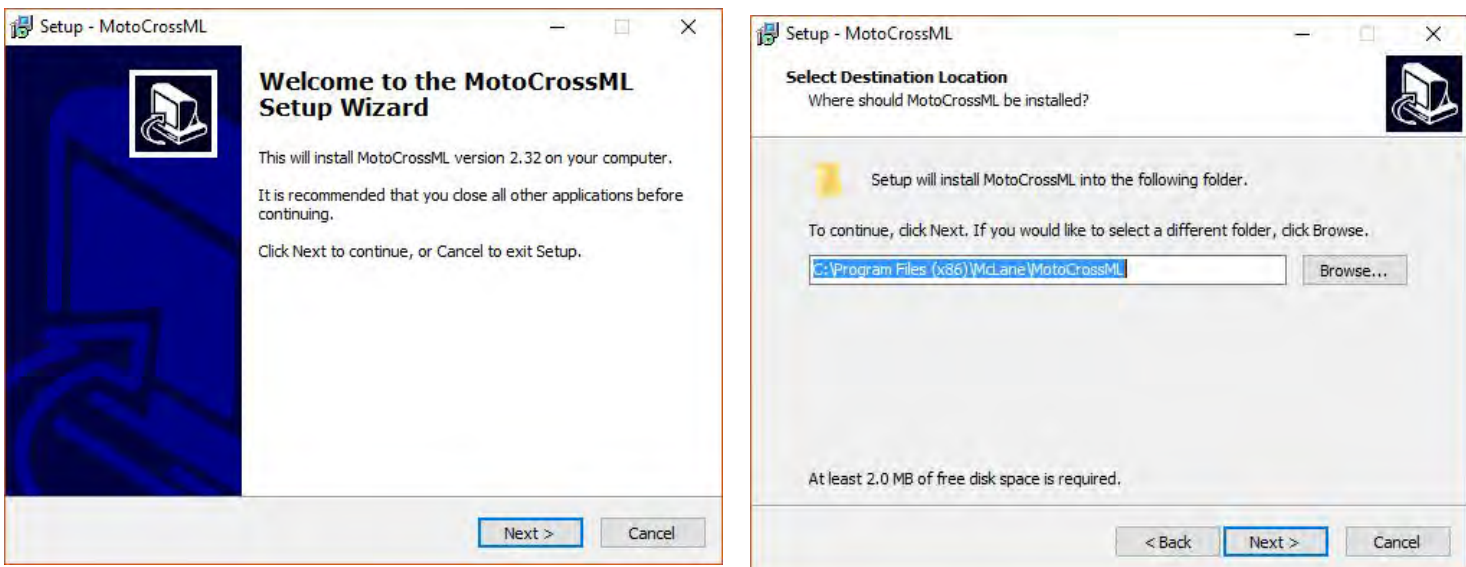 Setup - MotoCrossML
Welcome to the MotoCrossML
Setup Wizard
This will install MotoCrossML version 2.32 on your computer.
It is recommended that you close all other applications before
continuing.
Click Next to continue, or Cancel to exit Setup.
Next >
Cancel
Setup - MotoCrossML
Select Destination Location
Where should MotoCrossML be installed?
Setup will install MotoCrossML into the following folder.
To continue, click Next. If you would like to select a different folder, click Browse.
C:\Program Files (x86)\McLane\MotoCrossML
Browse...
At least 2.0 MB of free disk space is required.
< Back
Next >
Cancel